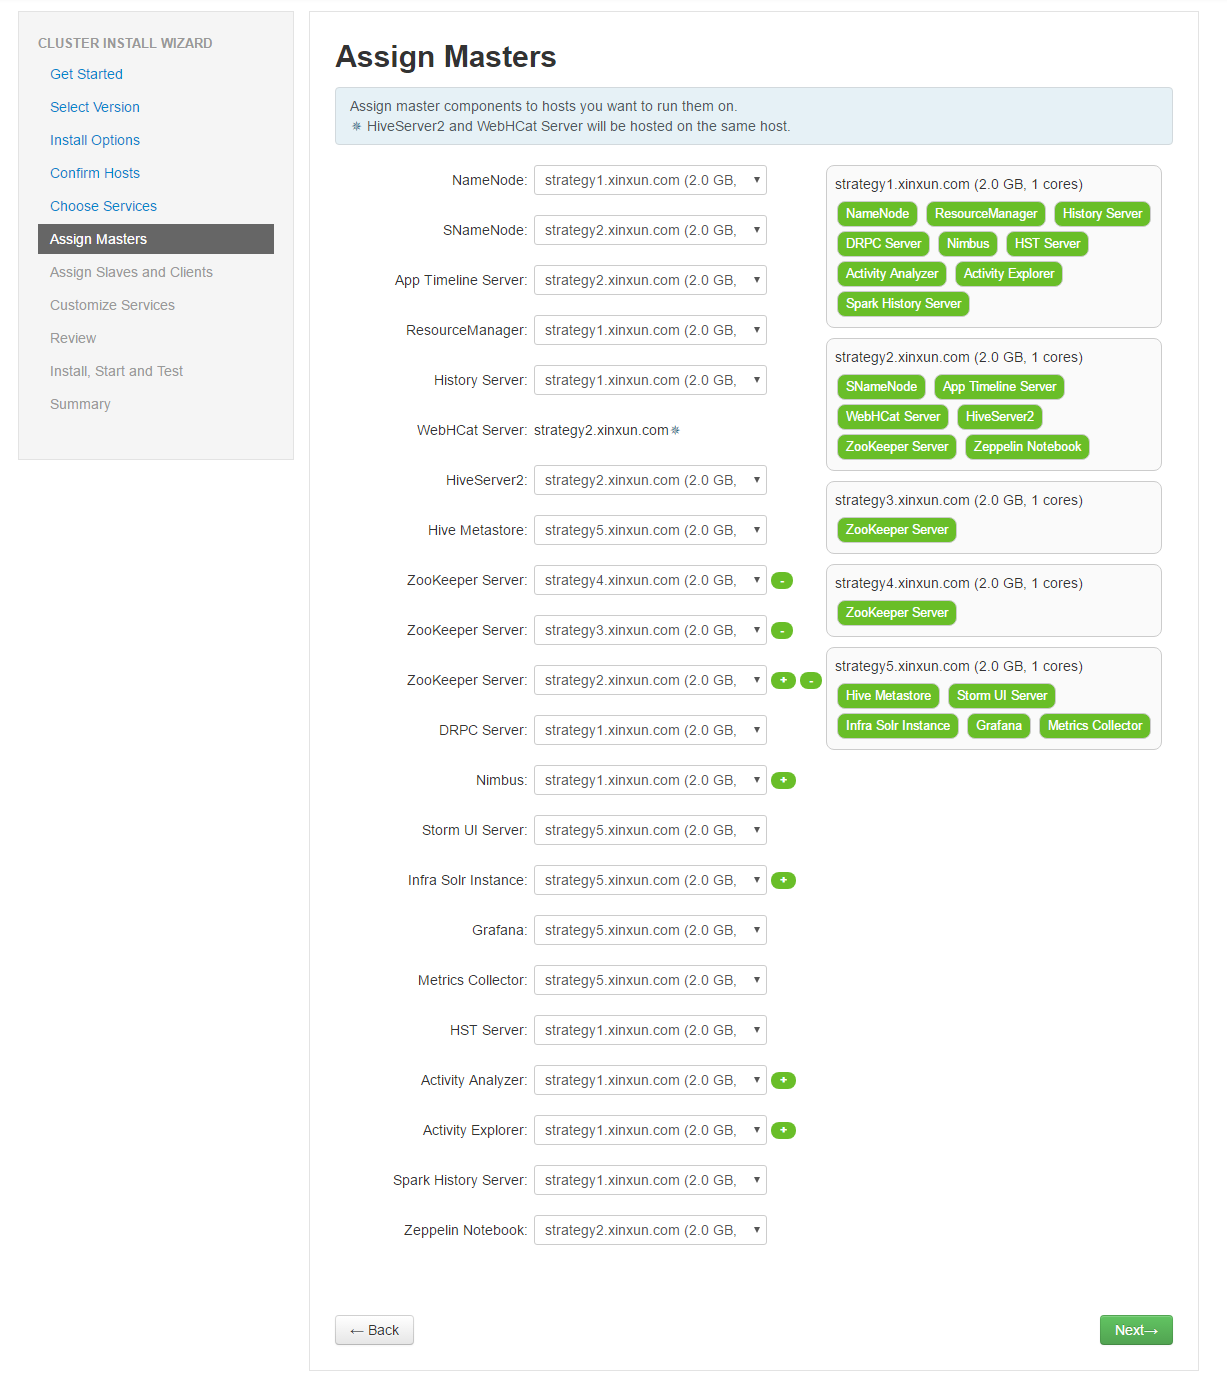 CLUSTER INSTALL WIZARD
Get Started
Select Version
Install Options
Confirm Hosts
Choose Services
Assign Masters
Assign Slaves and Clients
Customize Services
Review
Install, Start and Test
Summary
Assign Masters
Assign master components to hosts you want to run them on.
✵ HiveServer2 and WebHCat Server will be hosted on the same host.
NameNode: strategy1.xinxun.com (2.0 GB,
SNameNode: strategy2.xinxun.com (2.0 GB,
App Timeline Server: strategy2.xinxun.com (2.0 GB,
ResourceManager: strategy1.xinxun.com (2.0 GB,
History Server: strategy1.xinxun.com (2.0 GB,
WebHCat Server: strategy2.xinxun.com✵
HiveServer2: strategy2.xinxun.com (2.0 GB,
Hive Metastore: strategy5.xinxun.com (2.0 GB,
ZooKeeper Server: strategy4.xinxun.com (2.0 GB, -
ZooKeeper Server: strategy3.xinxun.com (2.0 GB, -
ZooKeeper Server: strategy2.xinxun.com (2.0 GB, + -
DRPC Server: strategy1.xinxun.com (2.0 GB,
Nimbus: strategy1.xinxun.com (2.0 GB, +
Storm UI Server: strategy5.xinxun.com (2.0 GB,
Infra Solr Instance: strategy5.xinxun.com (2.0 GB, +
Grafana: strategy5.xinxun.com (2.0 GB,
Metrics Collector: strategy5.xinxun.com (2.0 GB,
HST Server: strategy1.xinxun.com (2.0 GB,
Activity Analyzer: strategy1.xinxun.com (2.0 GB, +
Activity Explorer: strategy1.xinxun.com (2.0 GB, +
Spark History Server: strategy1.xinxun.com (2.0 GB,
Zeppelin Notebook: strategy2.xinxun.com (2.0 GB,
strategy1.xinxun.com (2.0 GB, 1 cores)
NameNode ResourceManager History Server
DRPC Server Nimbus HST Server
Activity Analyzer Activity Explorer
Spark History Server
strategy2.xinxun.com (2.0 GB, 1 cores)
SNameNode App Timeline Server
WebHCat Server HiveServer2
ZooKeeper Server Zeppelin Notebook
strategy3.xinxun.com (2.0 GB, 1 cores)
ZooKeeper Server
strategy4.xinxun.com (2.0 GB, 1 cores)
ZooKeeper Server
strategy5.xinxun.com (2.0 GB, 1 cores)
Hive Metastore Storm UI Server
Infra Solr Instance Grafana Metrics Collector
← Back
Next→